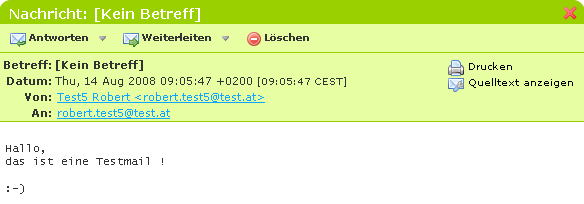 Nachricht: [Kein Betreff]
Antworten Weiterleiten Löschen
Betreff: [Kein Betreff] Drucken
Datum: Thu, 14 Aug 2008 09:05:47 +0200 [09:05:47 CEST] Quelltext anzeigen
Von: Test5 Robert <robert.test5@test.at>
An: robert.test5@test.at
Hallo,
das ist eine Testmail !
:-)